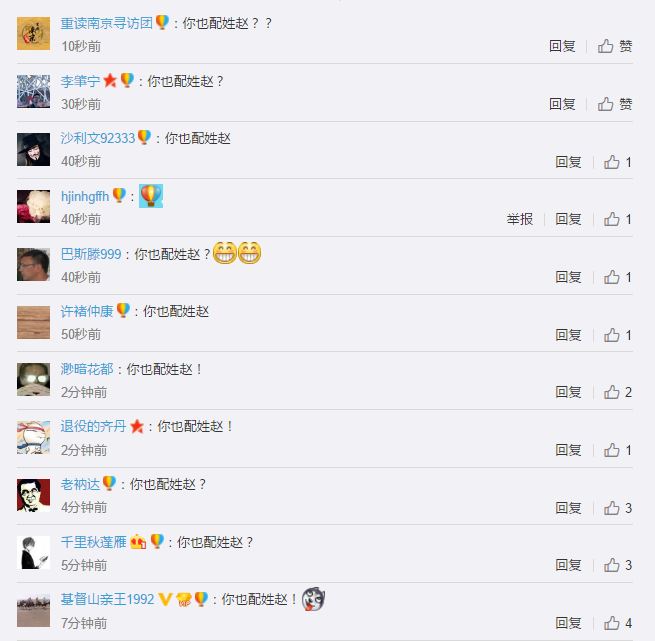 重读南京寻访团：你也配姓赵？？
10秒前 回复 赞
李肇宁：你也配姓赵？
30秒前 回复 赞
沙利文92333：你也配姓赵
40秒前 回复 1
hjinhgffh：
40秒前 举报 回复 1
巴斯滕999：你也配姓赵？
40秒前 回复 1
许褚仲康：你也配姓赵
50秒前 回复 1
渺暗花都：你也配姓赵！
2分钟前 回复 2
退役的齐丹：你也配姓赵！
2分钟前 回复 1
老衲达：你也配姓赵？
4分钟前 回复 3
千里秋蓬雁：你也配姓赵？
5分钟前 回复 3
基督山亲王1992：你也配姓赵！
7分钟前 回复 4